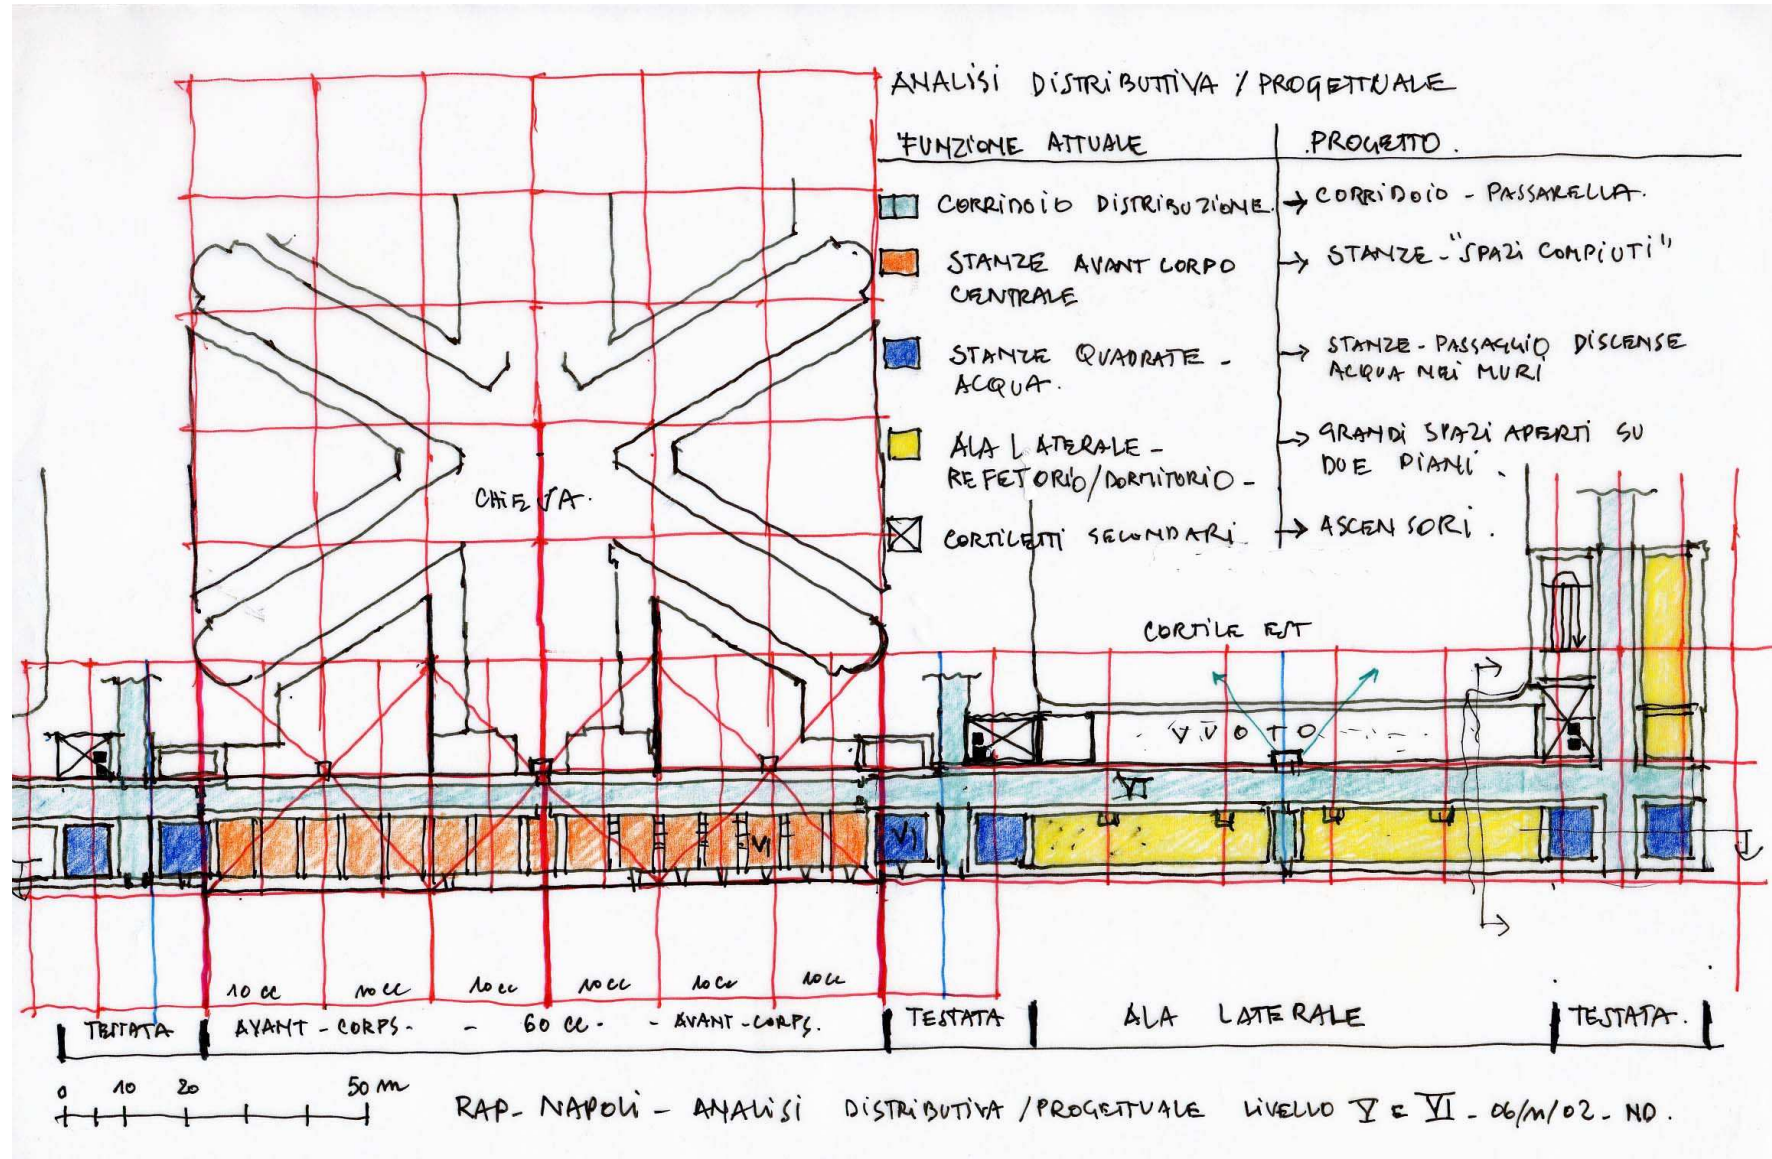 ANALISI DISTRIBUTTIVA / PROGETTUALE
FUNZIONE ATTUALE
PROGETTO.
CORRIDOIO DISTRIBUZIONE.
→ CORRIDOIO - PASSARELLA.
STANZE AVANT CORPO
CENTRALE
→ STANZE - "SPAZI COMPIUTI"
STANZE QUADRATE -
ACQUA.
→ STANZE - PASSAGGIO DISCENSE
ACQUA NEI MURI
ALA LATERALE -
REFETORIO/DORMITORIO -
→ GRANDI SPAZI APERTI SU
DUE PIANI.
CORTILETTI SECONDARI
→ ASCENSORI.
CHIESA.
CORTILE EST
VUOTO
VI
VI
VI
10 cc
10 cc
10 cc
10 cc
10 cc
10 cc
TESTATA
AVANT - CORPS - - 60 cc. - AVANT - CORPS.
TESTATA
ALA LATERALE
TESTATA.
0 10 20 50 m
RAP - NAPOLI - ANALISI DISTRIBUTIVA / PROGETTUALE LIVELLO V E VI - 06/11/02 - ND.